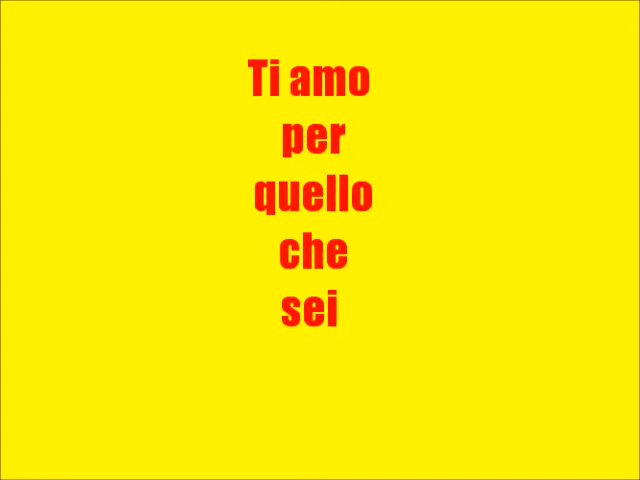 Ti amo
per
quello
che
sei